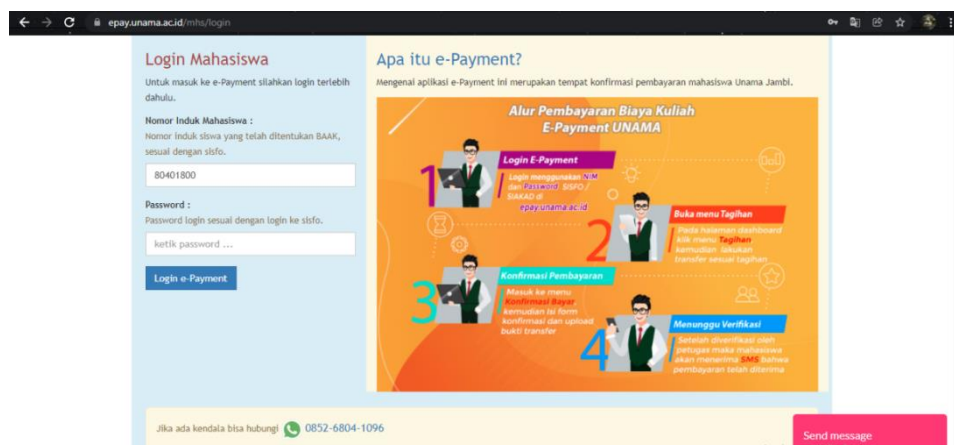 epay.unama.ac.id/mhs/login
Login Mahasiswa
Untuk masuk ke e-Payment silahkan login terlebih
dahulu.
Nomor Induk Mahasiswa :
Nomor induk siswa yang telah ditentukan BAAK,
sesuai dengan sisfo.
80401800
Password :
Password login sesuai dengan login ke sisfo.
ketik password ...
Login e-Payment
Apa itu e-Payment?
Mengenai aplikasi e-Payment ini merupakan tempat konfirmasi pembayaran mahasiswa Unama Jambi.
Alur Pembayaran Biaya Kuliah
E-Payment UNAMA
1
Login E-Payment
Login menggunakan NIM
dan Password SISFO /
SIAKAD di
epay.unama.ac.id
2
Buka menu Tagihan
Pada halaman dashboard
klik menu Tagihan
kemudian lakukan
transfer sesuai tagihan
3
Konfirmasi Pembayaran
Masuk ke menu
Konfirmasi Bayar
kemudian isi form
konfirmasi dan upload
bukti transfer
4
Menunggu Verifikasi
Setelah diverifikasi oleh
petugas maka mahasiswa
akan menerima SMS bahwa
pembayaran telah diterima
Jika ada kendala bisa hubungi 0852-6804-1096
Send message